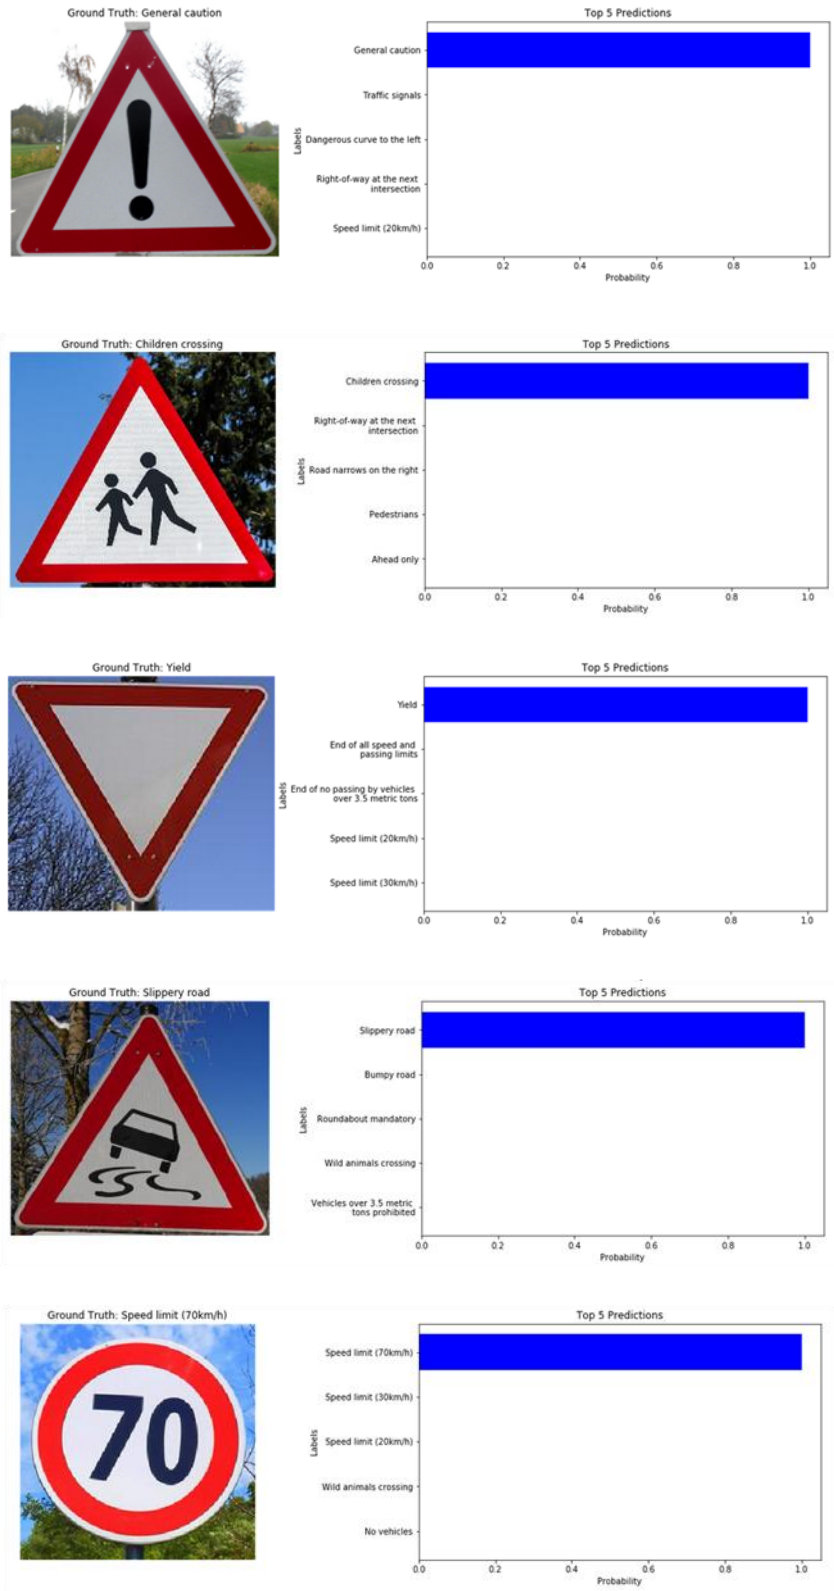 Ground Truth: General caution
Top 5 Predictions
Labels
General caution
Traffic signals
Dangerous curve to the left
Right-of-way at the next
intersection
Speed limit (20km/h)
0.0 0.2 0.4 0.6 0.8 1.0
Probability
Ground Truth: Children crossing
Top 5 Predictions
Labels
Children crossing
Right-of-way at the next
intersection
Road narrows on the right
Pedestrians
Ahead only
0.0 0.2 0.4 0.6 0.8 1.0
Probability
Ground Truth: Yield
Top 5 Predictions
Labels
Yield
End of all speed and
passing limits
End of no passing by vehicles
over 3.5 metric tons
Speed limit (20km/h)
Speed limit (30km/h)
0.0 0.2 0.4 0.6 0.8 1.0
Probability
Ground Truth: Slippery road
Top 5 Predictions
Labels
Slippery road
Bumpy road
Roundabout mandatory
Wild animals crossing
Vehicles over 3.5 metric
tons prohibited
0.0 0.2 0.4 0.6 0.8 1.0
Probability
Ground Truth: Speed limit (70km/h)
70
Top 5 Predictions
Labels
Speed limit (70km/h)
Speed limit (30km/h)
Speed limit (20km/h)
Wild animals crossing
No vehicles
0.0 0.2 0.4 0.6 0.8 1.0
Probability